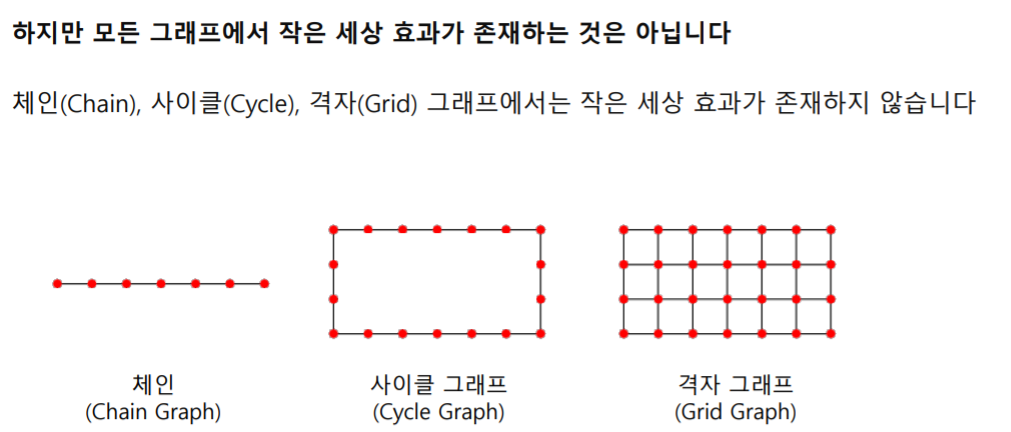 하지만 모든 그래프에서 작은 세상 효과가 존재하는 것은 아닙니다
체인(Chain), 사이클(Cycle), 격자(Grid) 그래프에서는 작은 세상 효과가 존재하지 않습니다
체인
(Chain Graph)
사이클 그래프
(Cycle Graph)
격자 그래프
(Grid Graph)